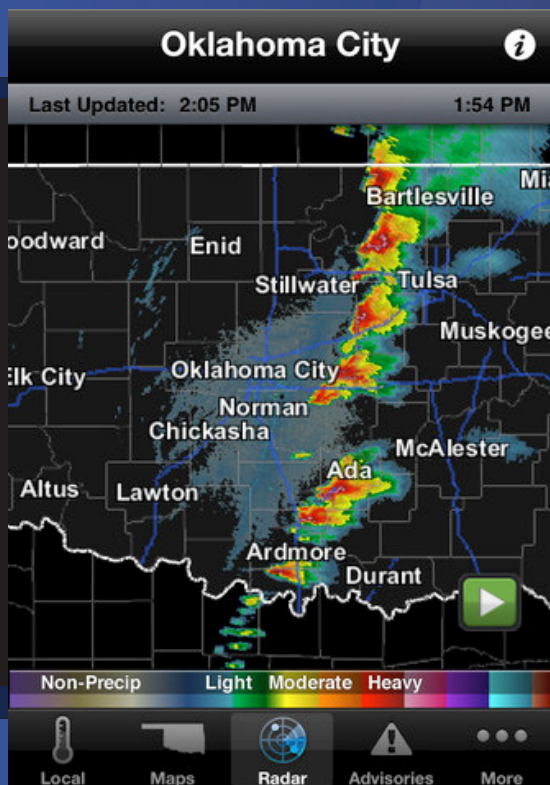 Oklahoma City
Last Updated: 2:05 PM 1:54 PM
Bartlesville
Mia
oodward
Enid
Stillwater
Tulsa
Muskogee
Oklahoma City
Elk City
Norman
Chickasha
McAlester
Ada
Altus
Lawton
Ardmore
Durant
Non-Precip Light Moderate Heavy
Local Maps Radar Advisories More